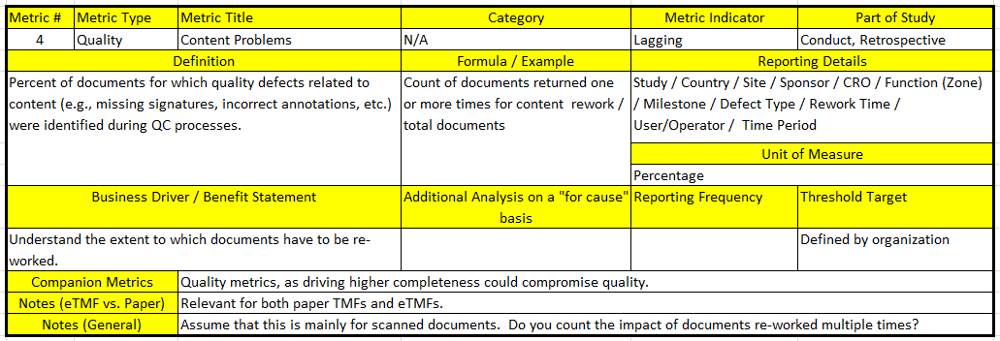 Metric # Metric Type Metric Title Category Metric Indicator Part of Study
4 Quality Content Problems N/A Lagging Conduct, Retrospective
Definition Formula / Example Reporting Details
Percent of documents for which quality defects related to
content (e.g., missing signatures, incorrect annotations, etc.)
were identified during QC processes.
Count of documents returned one
or more times for content rework /
total documents
Study / Country / Site / Sponsor / CRO / Function (Zone)
/ Milestone / Defect Type / Rework Time /
User/Operator / Time Period
Unit of Measure
Percentage
Business Driver / Benefit Statement
Additional Analysis on a "for cause"
basis
Reporting Frequency
Threshold Target
Understand the extent to which documents have to be re-
worked.
Defined by organization
Companion Metrics Quality metrics, as driving higher completeness could compromise quality.
Notes (eTMF vs. Paper) Relevant for both paper TMFs and eTMFs.
Notes (General) Assume that this is mainly for scanned documents. Do you count the impact of documents re-worked multiple times?